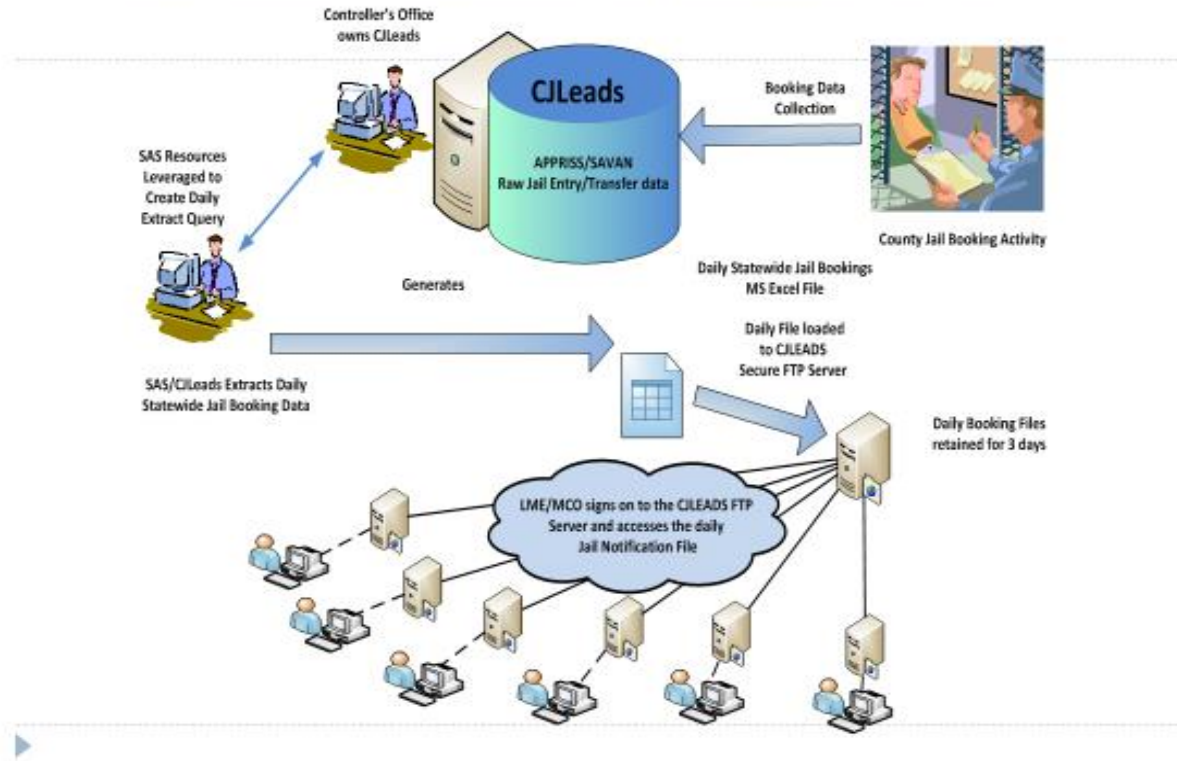 Controller's Office
owns CJLeads
CJLeads
APPRISS/SAVAN
Raw Jail Entry/Transfer data
Booking Data
Collection
County Jail Booking Activity
SAS Resources
Leveraged to
Create Daily
Extract Query
Generates
Daily Statewide Jail Bookings
MS Excel File
Daily File loaded
to CJLEADS
Secure FTP Server
SAS/CJLeads Extracts Daily
Statewide Jail Booking Data
Daily Booking Files
retained for 3 days
LME/MCO signs on to the CJLEADS FTP
Server and accesses the daily
Jail Notification File